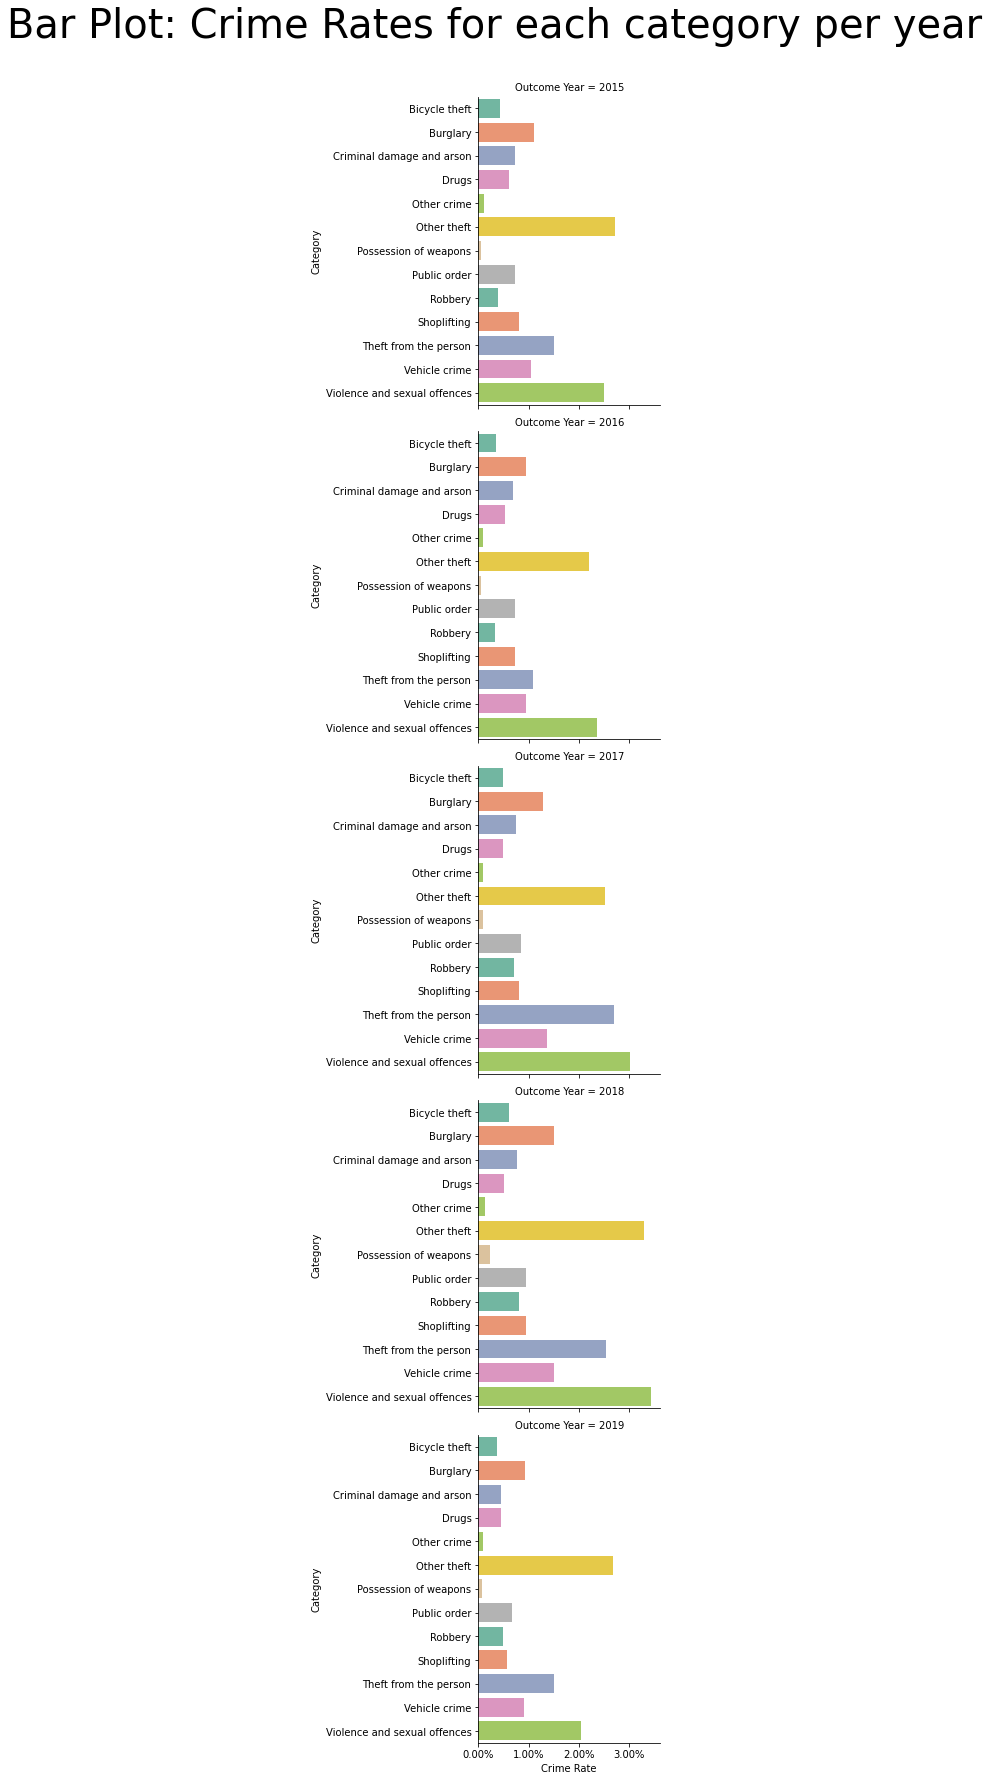 Bar Plot: Crime Rates for each category per year
Outcome Year = 2015
Bicycle theft
Burglary
Criminal damage and arson
Drugs
Other crime
Other theft
Possession of weapons
Public order
Robbery
Shoplifting
Theft from the person
Vehicle crime
Violence and sexual offences
Category
Outcome Year = 2016
Bicycle theft
Burglary
Criminal damage and arson
Drugs
Other crime
Other theft
Possession of weapons
Public order
Robbery
Shoplifting
Theft from the person
Vehicle crime
Violence and sexual offences
Category
Outcome Year = 2017
Bicycle theft
Burglary
Criminal damage and arson
Drugs
Other crime
Other theft
Possession of weapons
Public order
Robbery
Shoplifting
Theft from the person
Vehicle crime
Violence and sexual offences
Category
Outcome Year = 2018
Bicycle theft
Burglary
Criminal damage and arson
Drugs
Other crime
Other theft
Possession of weapons
Public order
Robbery
Shoplifting
Theft from the person
Vehicle crime
Violence and sexual offences
Category
Outcome Year = 2019
Bicycle theft
Burglary
Criminal damage and arson
Drugs
Other crime
Other theft
Possession of weapons
Public order
Robbery
Shoplifting
Theft from the person
Vehicle crime
Violence and sexual offences
Category
0.00% 1.00% 2.00% 3.00%
Crime Rate